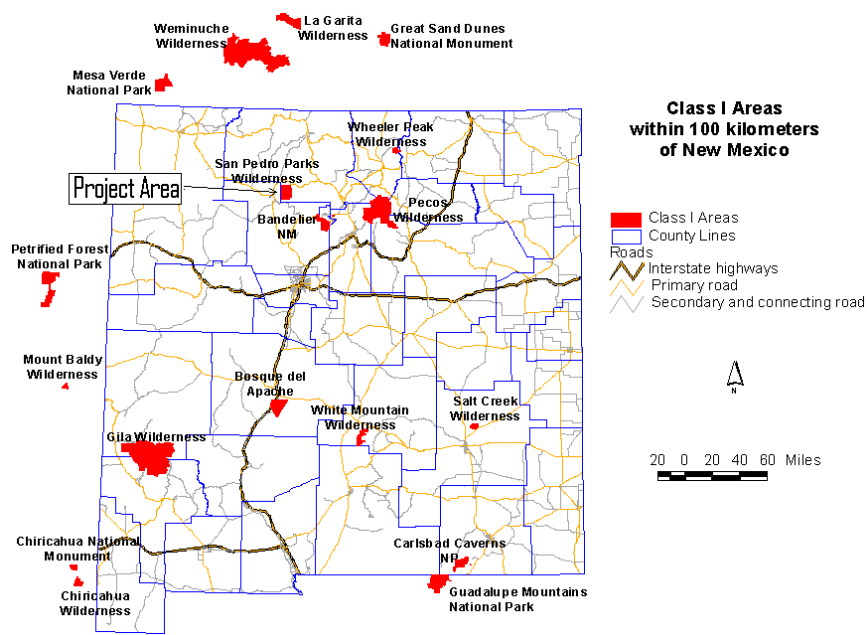 La Garita
Wilderness
Weminuche
Wilderness
Great Sand Dunes
National Monument
Mesa Verde
National Park
Class I Areas
within 100 kilometers
of New Mexico
Wheeler Peak
Wilderness
San Pedro Parks
Wilderness
Project Area
Pecos
Wilderness
Bandelier
NM
Class I Areas
County Lines
Roads
Interstate highways
Primary road
Secondary and connecting road
Petrified Forest
National Park
Mount Baldy
Wilderness
Bosque del
Apache
White Mountain
Wilderness
Salt Creek
Wilderness
N
Gila Wilderness
20 0 20 40 60 Miles
Chiricahua National
Monument
Carlsbad Caverns
NP
Chiricahua
Wilderness
Guadalupe Mountains
National Park